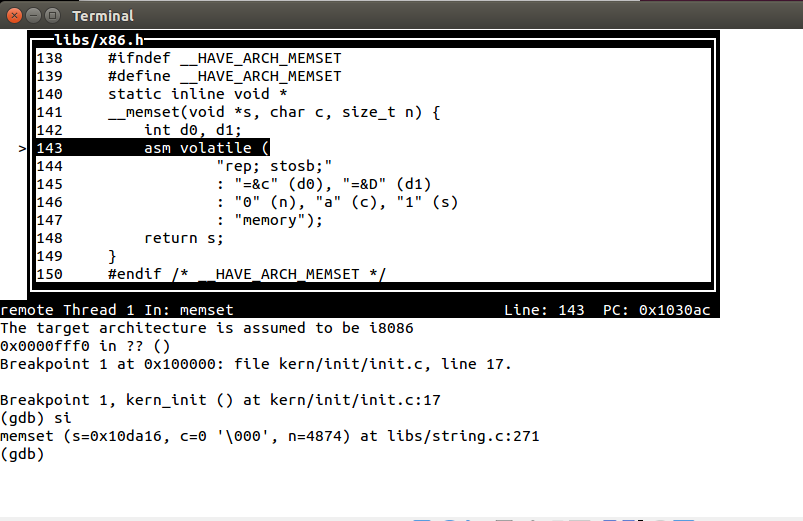 Terminal
libs/x86.h
138     #ifndef __HAVE_ARCH_MEMSET
139     #define __HAVE_ARCH_MEMSET
140     static inline void *
141     __memset(void *s, char c, size_t n) {
142         int d0, d1;
>143         asm volatile (
144                 "rep; stosb;"
145                 : "=&c" (d0), "=&D" (d1)
146                 : "0" (n), "a" (c), "1" (s)
147                 : "memory");
148         return s;
149     }
150     #endif /* __HAVE_ARCH_MEMSET */
remote Thread 1 In: memset                              Line: 143  PC: 0x1030ac
The target architecture is assumed to be i8086
0x0000fff0 in ?? ()
Breakpoint 1 at 0x100000: file kern/init/init.c, line 17.
Breakpoint 1, kern_init () at kern/init/init.c:17
(gdb) si
memset (s=0x10da16, c=0 '\000', n=4874) at libs/string.c:271
(gdb)